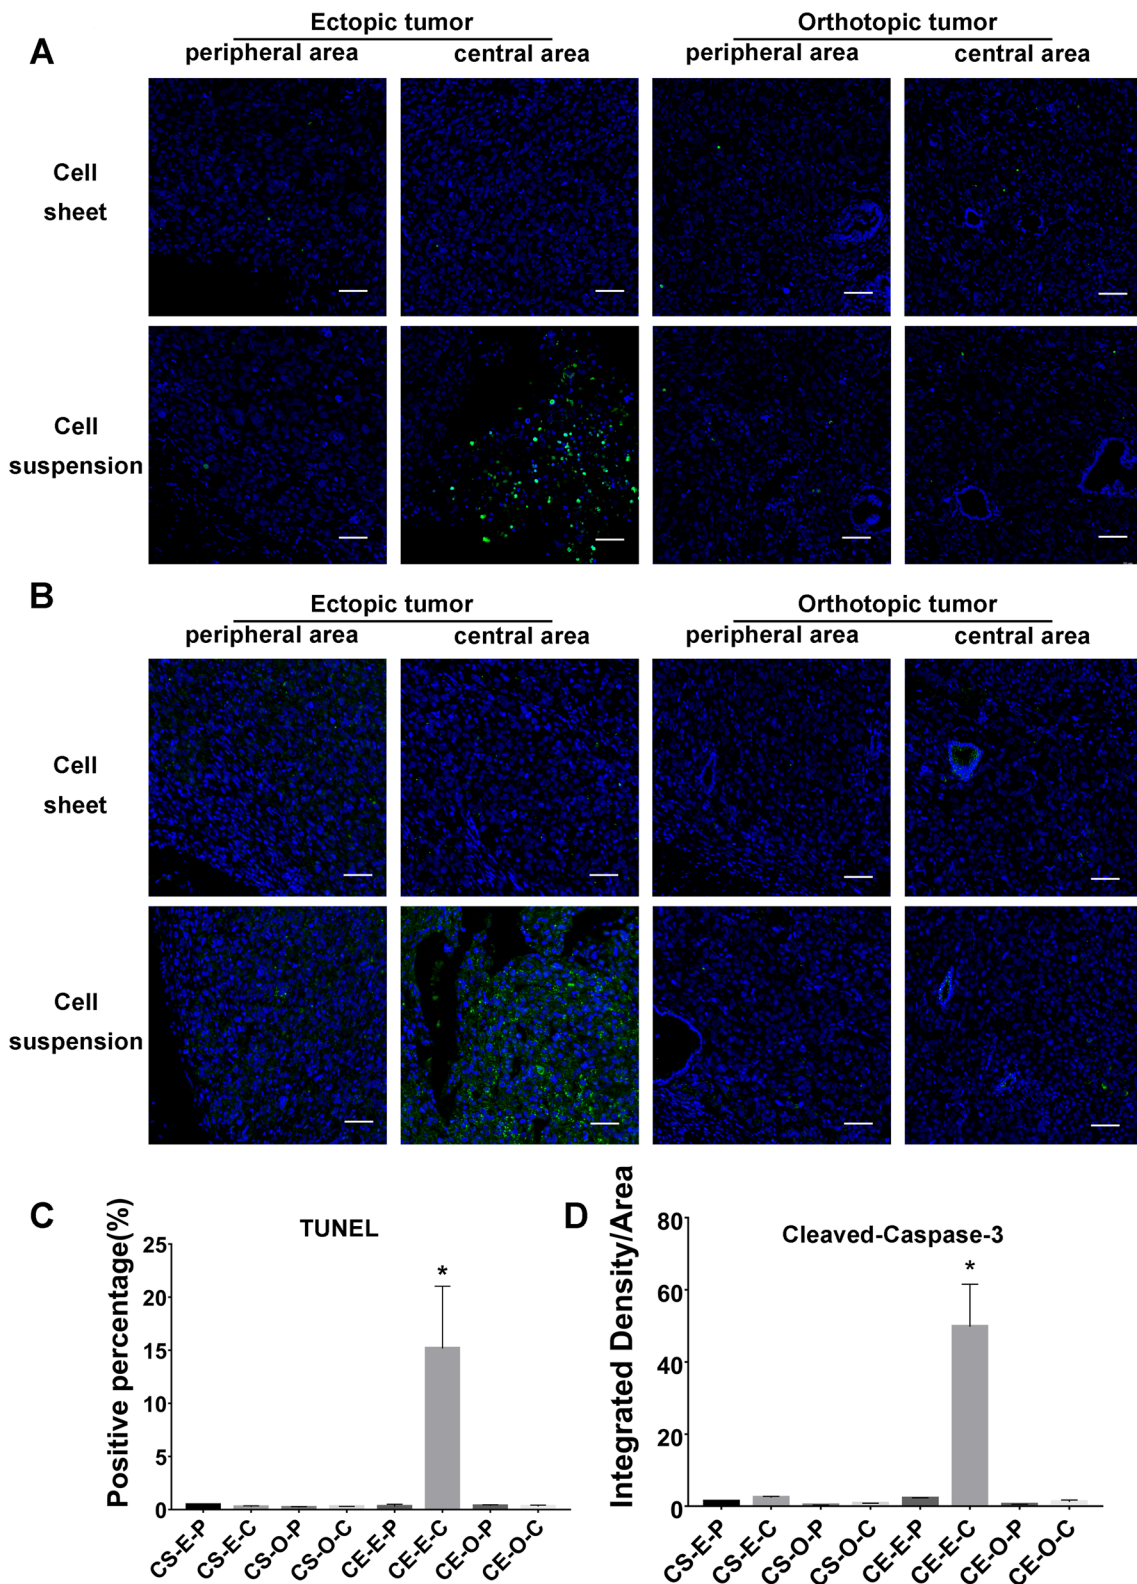 A
Ectopic tumor
Orthotopic tumor
peripheral area
central area
peripheral area
central area
Cell
sheet
Cell
suspension
B
Ectopic tumor
Orthotopic tumor
peripheral area
central area
peripheral area
central area
Cell
sheet
Cell
suspension
C
TUNEL
Positive percentage(%)
25
20
15
10
5
0
*
CS-E-P
CS-E-C
CS-O-P
CS-O-C
CE-E-P
CE-E-C
CE-O-P
CE-O-C
D
Cleaved-Caspase-3
Integrated Density/Area
80
60
40
20
0
*
CS-E-P
CS-E-C
CS-O-P
CS-O-C
CE-E-P
CE-E-C
CE-O-P
CE-O-C